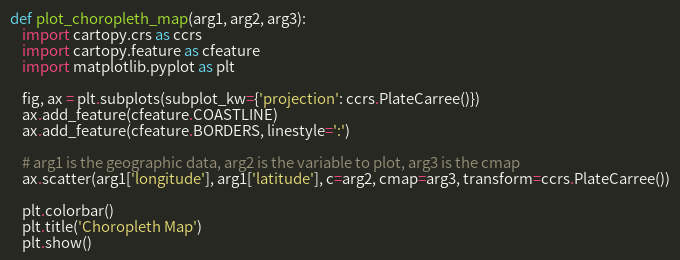 def plot_choropleth_map(arg1, arg2, arg3):
    import cartopy.crs as ccrs
    import cartopy.feature as cfeature
    import matplotlib.pyplot as plt

    fig, ax = plt.subplots(subplot_kw={'projection': ccrs.PlateCarree()})
    ax.add_feature(cfeature.COASTLINE)
    ax.add_feature(cfeature.BORDERS, linestyle=':')

    # arg1 is the geographic data, arg2 is the variable to plot, arg3 is the cmap
    ax.scatter(arg1['longitude'], arg1['latitude'], c=arg2, cmap=arg3, transform=ccrs.PlateCarree())

    plt.colorbar()
    plt.title('Choropleth Map')
    plt.show()